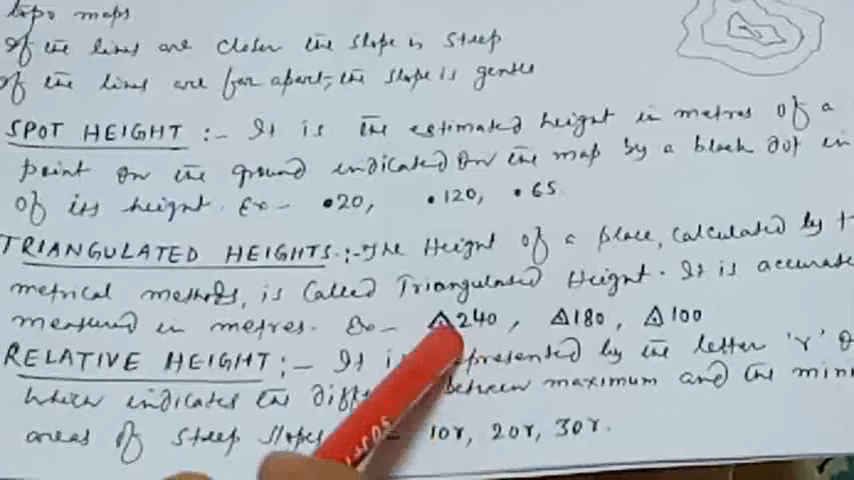 topo maps
If the lines are closer the slope is steep
If the lines are far apart, the slope is gentle
SPOT HEIGHT :- It is the estimated height in metres of a
point on the ground indicated on the map by a black dot in
of its height. Ex- .20, .120, .65.
TRIANGULATED HEIGHTS :- The Height of a place, calculated by
metrical methods, is called Triangulated Height. It is accurate
measured in metres. Ex- △240, △180, △100
RELATIVE HEIGHT :- It is represented by the letter 'r'
which indicates the between maximum and the
areas of steep slopes 10r, 20r, 30r.